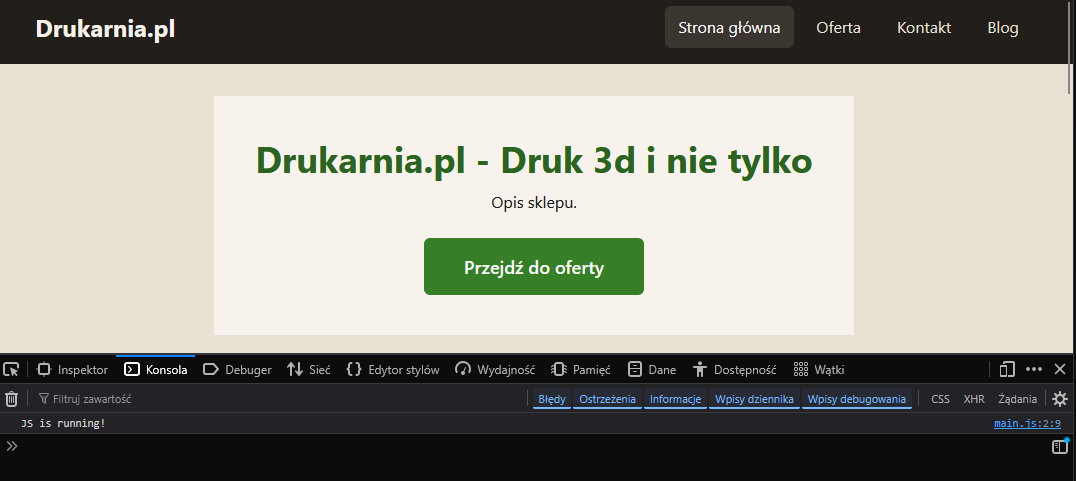 Drukarnia.pl Strona główna Oferta Kontakt Blog
Drukarnia.pl - Druk 3d i nie tylko
Opis sklepu.
Przejdź do oferty
Inspektor Konsola Debuger Sieć Edytor stylów Wydajność Pamięć Dane Dostępność Wątki
Filtruj zawartość Błędy Ostrzeżenia Informacje Wpisy dziennika Wpisy debugowania CSS XHR Żądania
JS is running! main.js:2:9